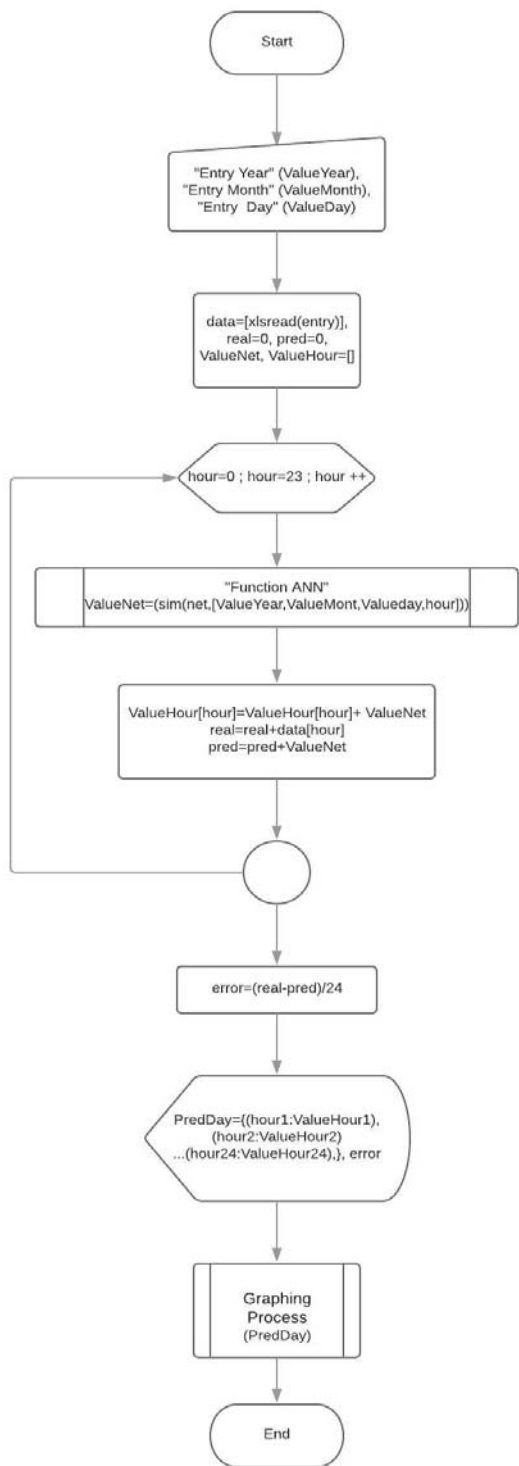 Start
"Entry Year" (ValueYear),
"Entry Month" (ValueMonth),
"Entry Day" (ValueDay)
data=[xlsread(entry)],
real=0, pred=0,
ValueNet, ValueHour=[]
hour=0 ; hour=23 ; hour ++
"Function ANN"
ValueNet=(sim(net,[ValueYear,ValueMont,Valueday,hour]))
ValueHour[hour]=ValueHour[hour]+ ValueNet
real=real+data[hour]
pred=pred+ValueNet
error=(real-pred)/24
PredDay={(hour1:ValueHour1),
(hour2:ValueHour2)
...(hour24:ValueHour24),}, error
Graphing
Process
(PredDay)
End